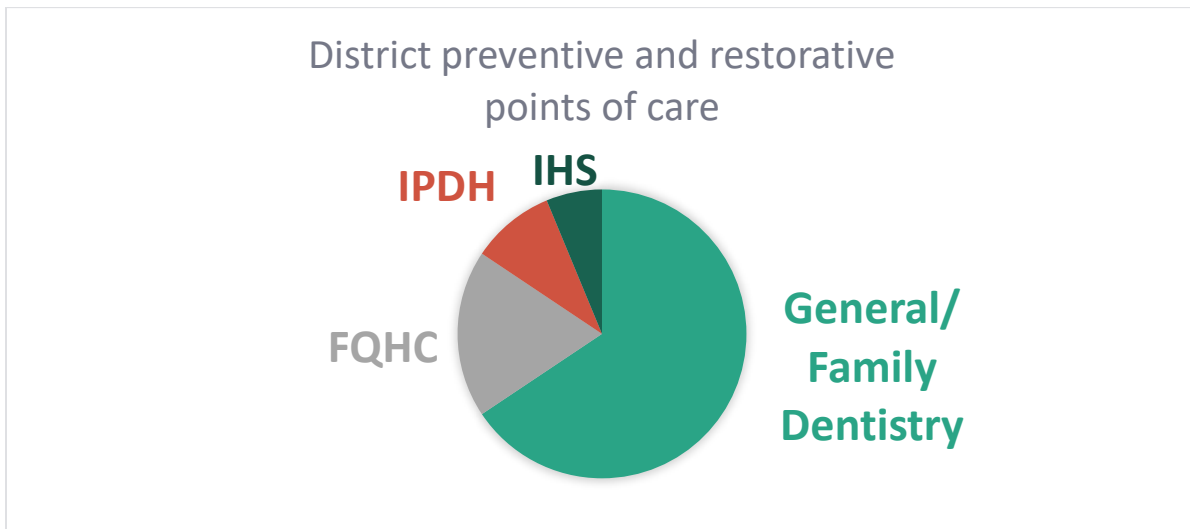 District preventive and restorative
points of care
IHS
IPDH
FQHC
General/
Family
Dentistry